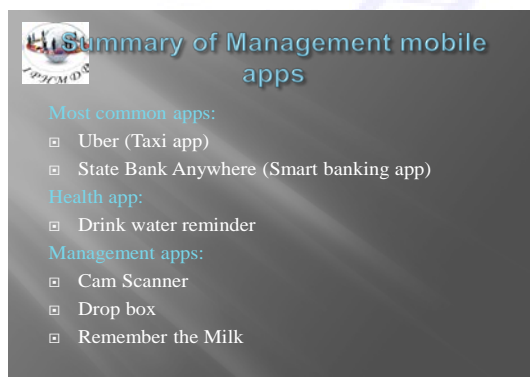 Summary of Management mobile
apps
IPHMDP
Most common apps:
Uber (Taxi app)
State Bank Anywhere (Smart banking app)
Health app:
Drink water reminder
Management apps:
Cam Scanner
Drop box
Remember the Milk